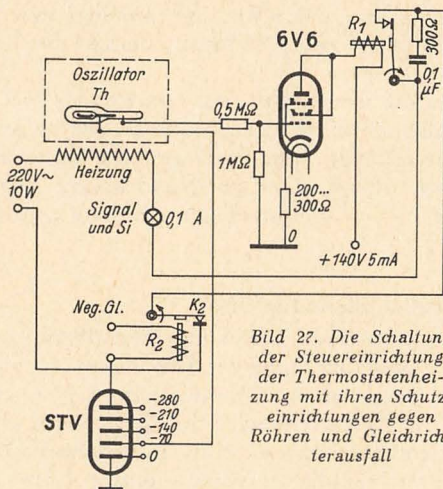 6V6
R1
300Ω
0,1
µF
Oszillator
Th
0,5MΩ
1MΩ
220V~
10W
Heizung
200...
300Ω
0
Signal
und Si
0,1 A
+140V 5mA
Neg. Gl.
K2
R2
STV
-280
-210
-140
-70
0
Bild 27. Die Schaltun
der Steuereinrichtung
der Thermostatenhei-
zung mit ihren Schutz
einrichtungen gegen
Röhren und Gleichrich
terausfall